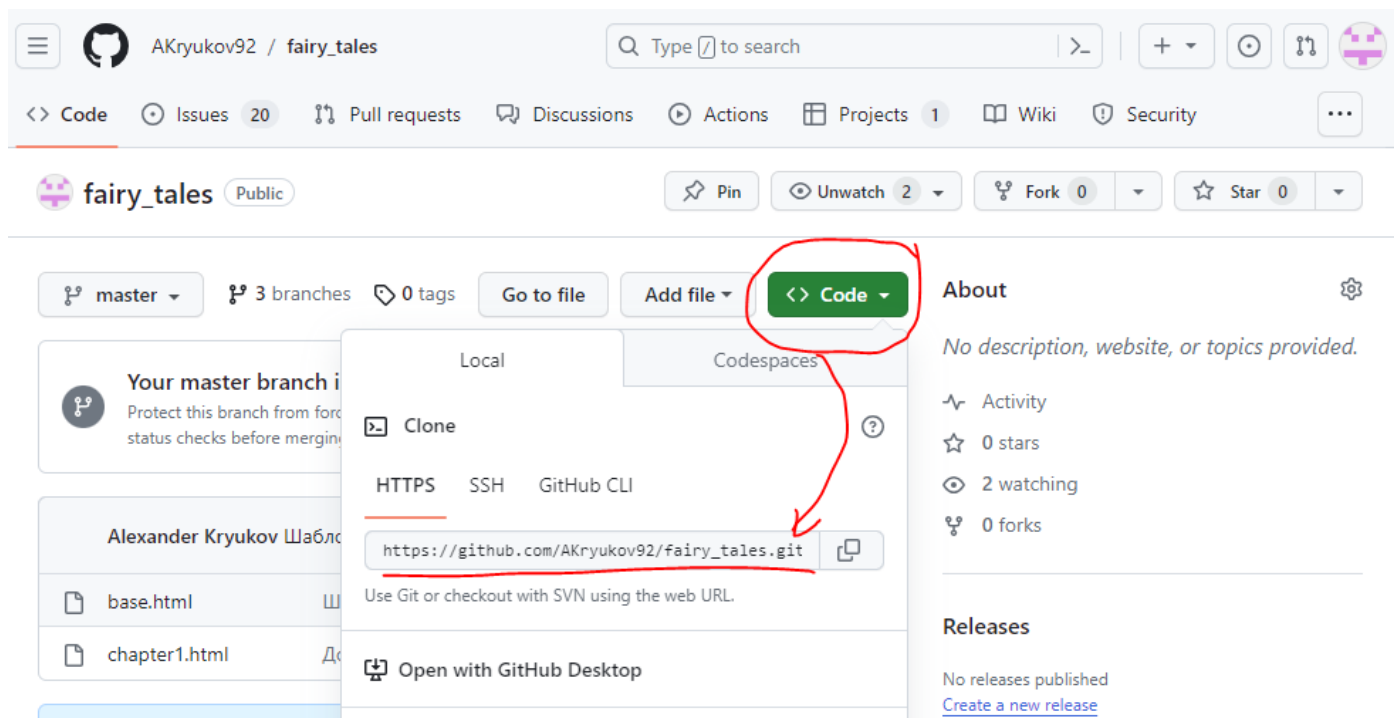 AKryukov92 / fairy_tales
Type / to search
Code
Issues 20
Pull requests
Discussions
Actions
Projects 1
Wiki
Security
fairy_tales Public
Pin
Unwatch 2
Fork 0
Star 0
master
3 branches
0 tags
Go to file
Add file
<> Code
Local
Codespaces
Your master branch
Protect this branch from
status checks before
Clone
HTTPS
SSH
GitHub CLI
https://github.com/AKryukov92/fairy_tales.git
Use Git or checkout with SVN using the web URL.
Open with GitHub Desktop
Alexander Kryukov
base.html
chapter1.html
About
No description, website, or topics provided.
Activity
0 stars
2 watching
0 forks
Releases
No releases published
Create a new release